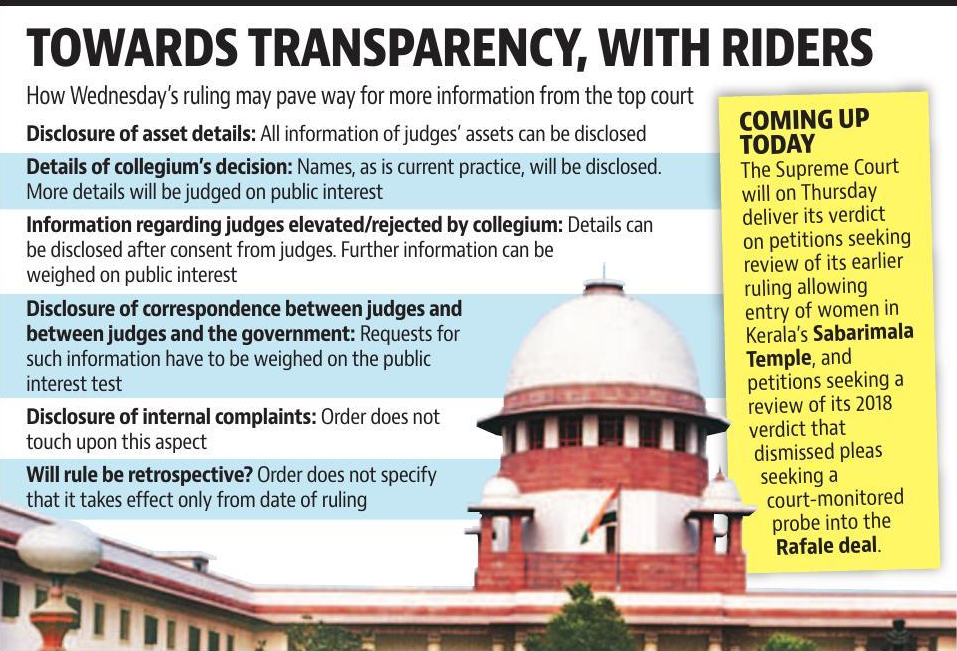 TOWARDS TRANSPARENCY, WITH RIDERS
How Wednesday's ruling may pave way for more information from the top court
Disclosure of asset details: All information of judges' assets can be disclosed
Details of collegium's decision: Names, as is current practice, will be disclosed.
More details will be judged on public interest
Information regarding judges elevated/rejected by collegium: Details can
be disclosed after consent from judges. Further information can be
weighed on public interest
Disclosure of correspondence between judges and
between judges and the government: Requests for
such information have to be weighed on the public
interest test
Disclosure of internal complaints: Order does not
touch upon this aspect
Will rule be retrospective? Order does not specify
that it takes effect only from date of ruling
COMING UP
TODAY
The Supreme Court
will on Thursday
deliver its verdict
on petitions seeking
review of its earlier
ruling allowing
entry of women in
Kerala's Sabarimala
Temple, and
petitions seeking a
review of its 2018
verdict that
dismissed pleas
seeking a
court-monitored
probe into the
Rafale deal.